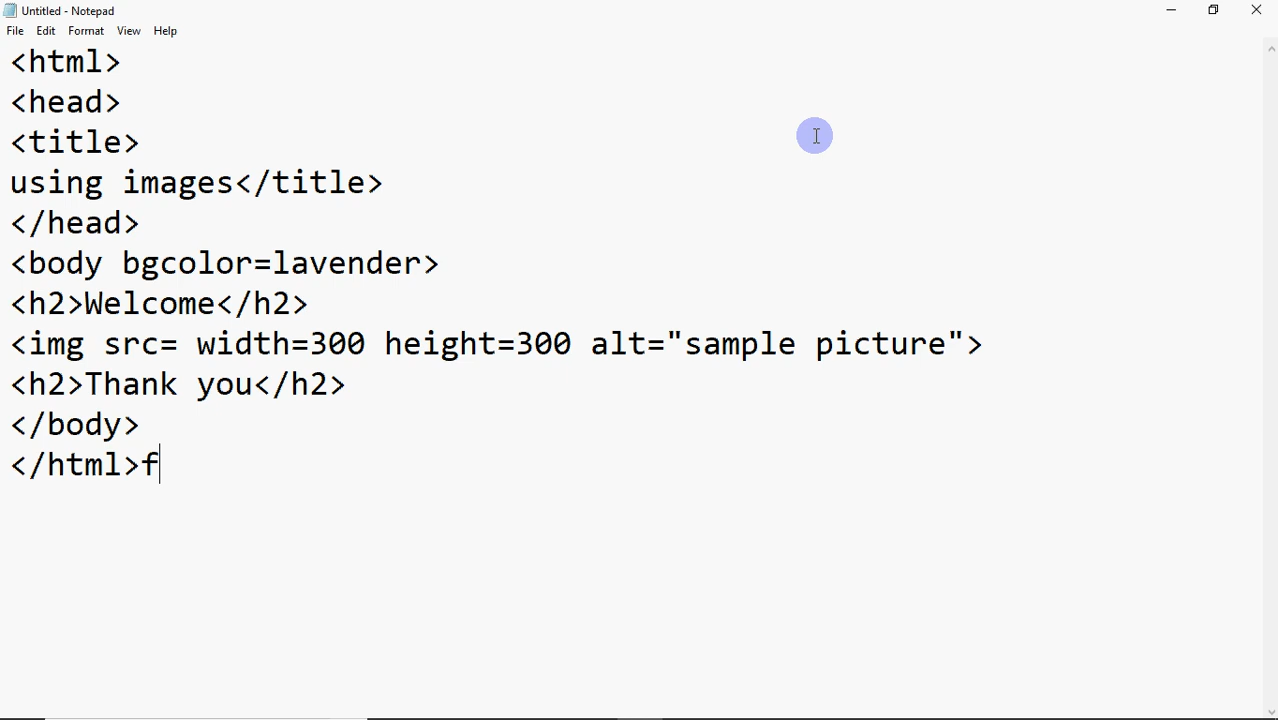 Untitled - Notepad
File Edit Format View Help
<html>
<head>
<title>
using images</title>
</head>
<body bgcolor=lavender>
<h2>Welcome</h2>
<img src= width=300 height=300 alt="sample picture">
<h2>Thank you</h2>
</body>
</html>f